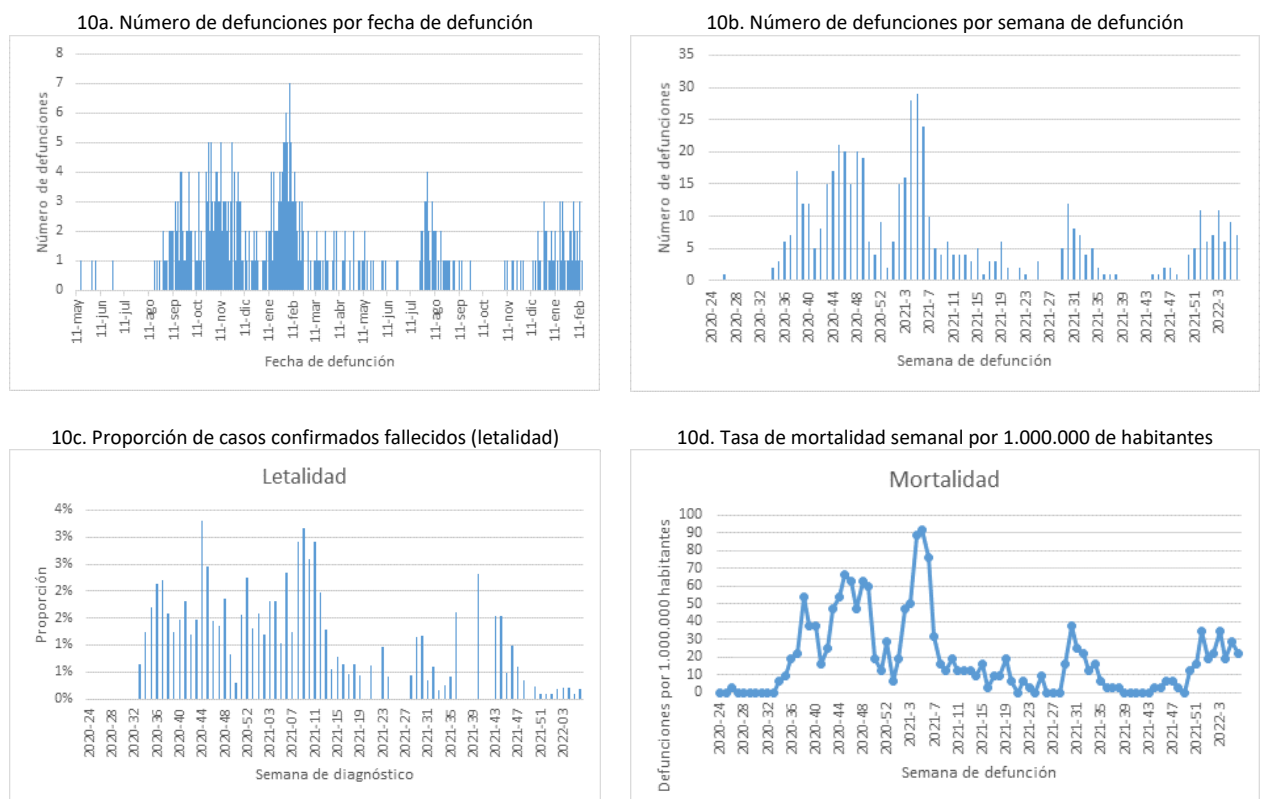 10a. Número de defunciones por fecha de defunción
8
7
6
5
4
3
2
1
0
Número de defunciones
11-may
11-jun
11-jul
11-ago
11-sep
11-oct
11-nov
11-dic
11-ene
11-feb
11-mar
11-abr
11-may
11-jun
11-jul
11-ago
11-sep
11-oct
11-nov
11-dic
11-ene
11-feb
Fecha de defunción
10b. Número de defunciones por semana de defunción
35
30
25
20
15
10
5
0
Número de defunciones
2020-24
2020-28
2020-32
2020-36
2020-40
2020-44
2020-48
2020-52
2021-3
2021-7
2021-11
2021-15
2021-19
2021-23
2021-27
2021-31
2021-35
2021-39
2021-43
2021-47
2021-51
2022-3
Semana de defunción
10c. Proporción de casos confirmados fallecidos (letalidad)
Letalidad
4%
3%
3%
2%
2%
1%
1%
0%
Proporción
2020-24
2020-28
2020-32
2020-36
2020-40
2020-44
2020-48
2020-52
2021-03
2021-07
2021-11
2021-15
2021-19
2021-23
2021-27
2021-31
2021-35
2021-39
2021-43
2021-47
2021-51
2022-03
Semana de diagnóstico
10d. Tasa de mortalidad semanal por 1.000.000 de habitantes
Mortalidad
100
90
80
70
60
50
40
30
20
10
0
Defunciones por 1.000.000 habitantes
2020-24
2020-28
2020-32
2020-36
2020-40
2020-44
2020-48
2020-52
2021-3
2021-7
2021-11
2021-15
2021-19
2021-23
2021-27
2021-31
2021-35
2021-39
2021-43
2021-47
2021-51
2022-3
Semana de defunción